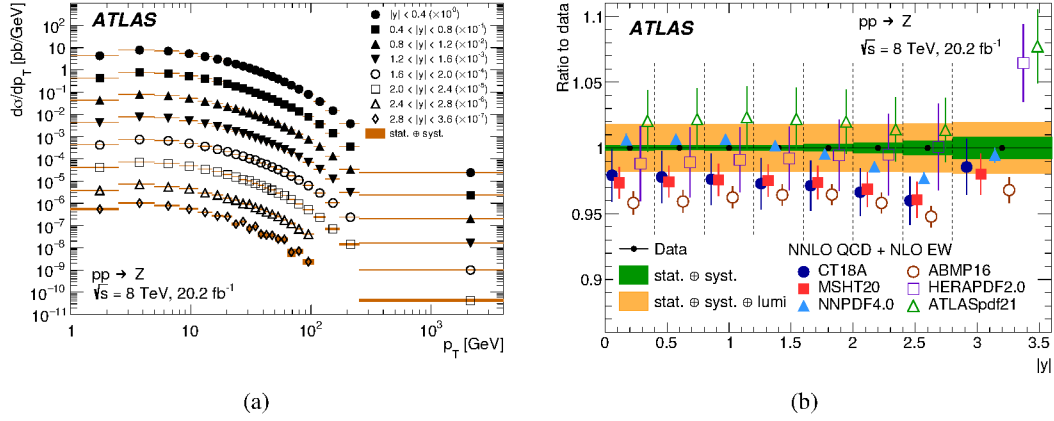 ATLAS
dσ/dp_T [pb/GeV]
10²
10
1
10⁻¹
10⁻²
10⁻³
10⁻⁴
10⁻⁵
10⁻⁶
10⁻⁷
10⁻⁸
10⁻⁹
10⁻¹⁰
10⁻¹¹
|y| < 0.4 (×10⁰)
0.4 < |y| < 0.8 (×10⁻¹)
0.8 < |y| < 1.2 (×10⁻²)
1.2 < |y| < 1.6 (×10⁻³)
1.6 < |y| < 2.0 (×10⁻⁴)
2.0 < |y| < 2.4 (×10⁻⁵)
2.4 < |y| < 2.8 (×10⁻⁶)
2.8 < |y| < 3.6 (×10⁻⁷)
stat. ⊕ syst.
pp → Z
√s = 8 TeV, 20.2 fb⁻¹
1 10 10² 10³
p_T [GeV]
(a)
Ratio to data
1.1
1.05
1
0.95
0.9
ATLAS
pp → Z
√s = 8 TeV, 20.2 fb⁻¹
Data
stat. ⊕ syst.
stat. ⊕ syst. ⊕ lumi
NNLO QCD + NLO EW
CT18A
MSHT20
NNPDF4.0
ABMP16
HERAPDF2.0
ATLASpdf21
0 0.5 1 1.5 2 2.5 3 3.5
|y|
(b)